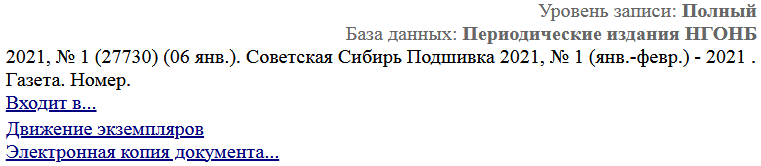 Уровень записи: Полный
База данных: Периодические издания НГОНБ
2021, № 1 (27730) (06 янв.). Советская Сибирь Подшивка 2021, № 1 (янв.-февр.) - 2021 .
Газета. Номер.
Входит в...
Движение экземпляров
Электронная копия документа...